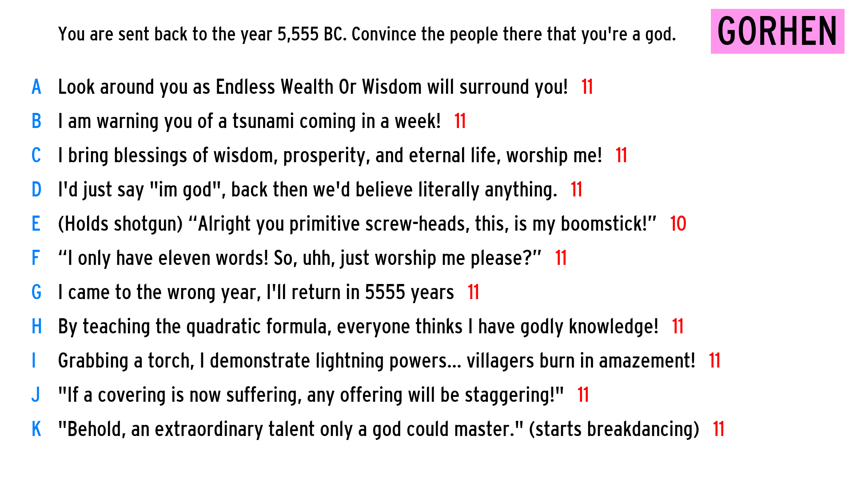 You are sent back to the year 5,555 BC. Convince the people there that you're a god.
GORHEN
A Look around you as Endless Wealth Or Wisdom will surround you! 11
B I am warning you of a tsunami coming in a week! 11
C I bring blessings of wisdom, prosperity, and eternal life, worship me! 11
D I'd just say "im god", back then we'd believe literally anything. 11
E (Holds shotgun) “Alright you primitive screw-heads, this, is my boomstick!” 10
F “I only have eleven words! So, uhh, just worship me please?” 11
G I came to the wrong year, I'll return in 5555 years 11
H By teaching the quadratic formula, everyone thinks I have godly knowledge! 11
I Grabbing a torch, I demonstrate lightning powers... villagers burn in amazement! 11
J "If a covering is now suffering, any offering will be staggering!" 11
K "Behold, an extraordinary talent only a god could master." (starts breakdancing) 11